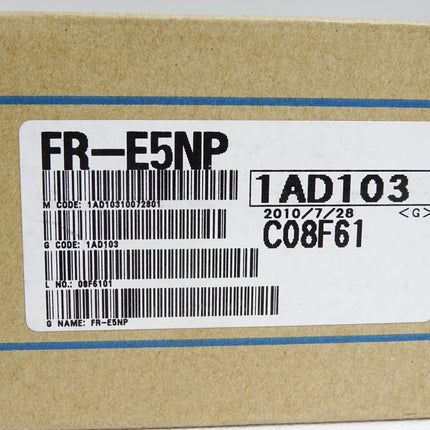 FR-E5NP
M CODE: 1AD10310072801
1AD103
2010/7/28 <G>
C08F61
G CODE: 1AD103
L NO.: 08F6101
G NAME: FR-E5NP